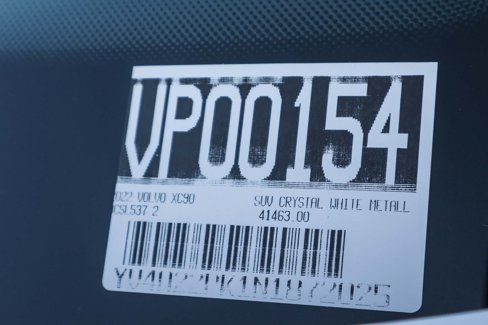 VP00154
2022 VOLVO XC90 SUV CRYSTAL WHITE METALL
CSL537 2 41463.00